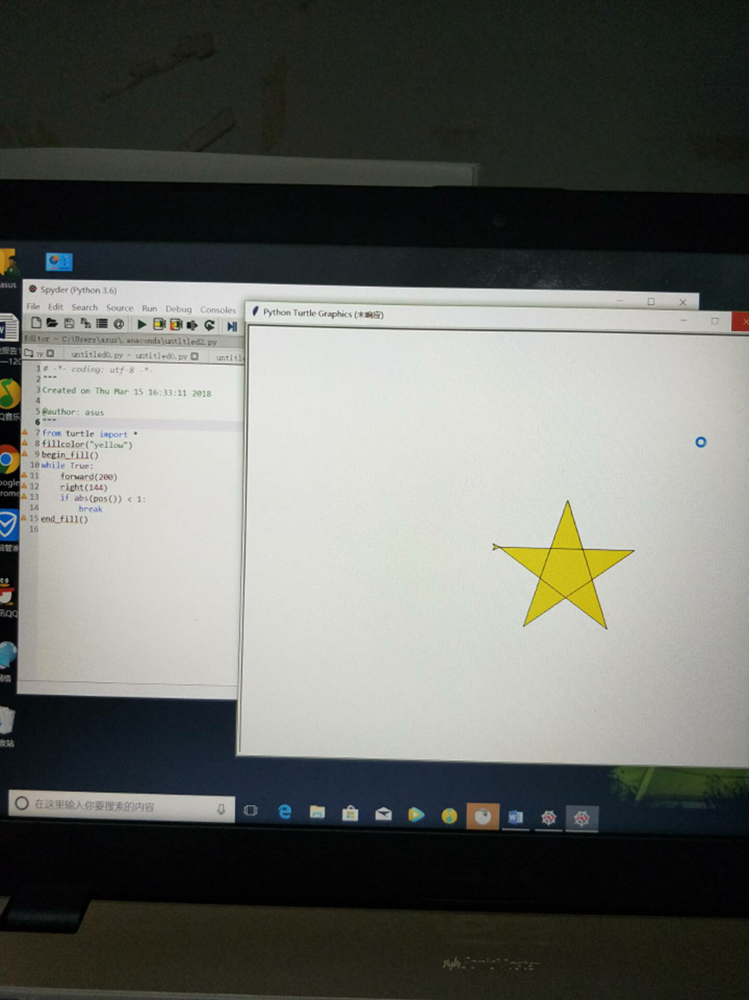 asus
Spyder (Python 3.6)
File Edit Search Source Run Debug Consoles
Python Turtle Graphics (未响应)
Editor - C:\Users\asus\.anaconda\untitled2.py
untitled0.py - untitled0.py
1 # -*- coding: utf-8 -*-
2 """
3 Created on Thu Mar 15 16:33:11 2018
4
5 @author: asus
6 """
7 from turtle import *
8 fillcolor("yellow")
9 begin_fill()
10 while True:
11     forward(200)
12     right(144)
13     if abs(pos()) < 1:
14         break
15 end_fill()
16
在这里输入你要搜索的内容